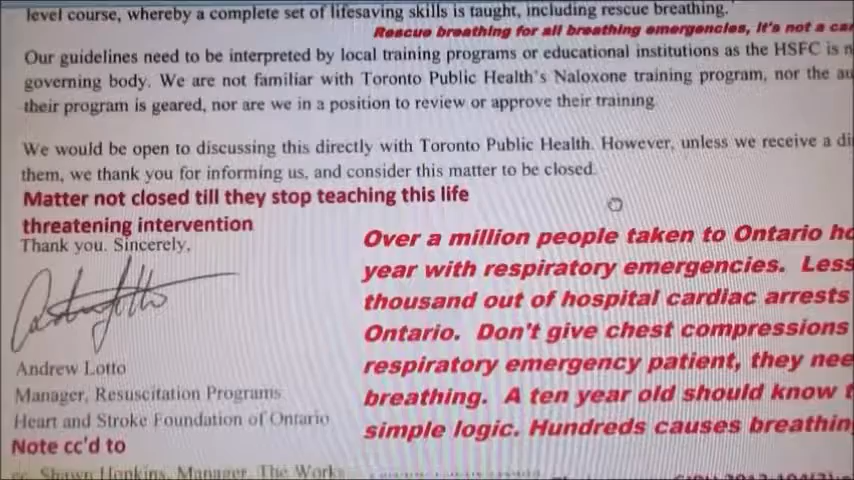 level course, whereby a complete set of lifesaving skills is taught, including rescue breathing.
Rescue breathing for all breathing emergencies, it's not a
Our guidelines need to be interpreted by local training programs or educational institutions as the HSFC is
governing body. We are not familiar with Toronto Public Health's Naloxone training program, nor the
their program is geared, nor are we in a position to review or approve their training
We would be open to discussing this directly with Toronto Public Health. However, unless we receive a
them, we thank you for informing us, and consider this matter to be closed.
Matter not closed till they stop teaching this life
threatening intervention
Thank you. Sincerely,
Over a million people taken to Ontario
year with respiratory emergencies. Less
thousand out of hospital cardiac arrests
Ontario. Don't give chest compressions
respiratory emergency patient, they
breathing. A ten year old should know
simple logic. Hundreds causes breathing
Andrew Lotto
Manager, Resuscitation Programs
Heart and Stroke Foundation of Ontario
Note cc'd to
cc. Shawn Hopkins, Manager, The Works